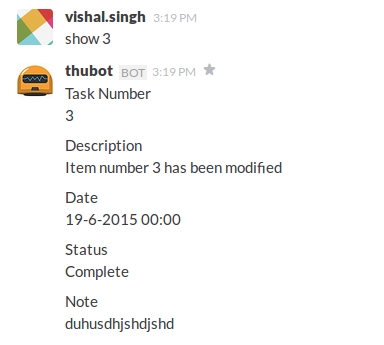 vishal.singh 3:19 PM
show 3
thubot BOT 3:19 PM
Task Number
3
Description
Item number 3 has been modified
Date
19-6-2015 00:00
Status
Complete
Note
duhusdhjshdjshd